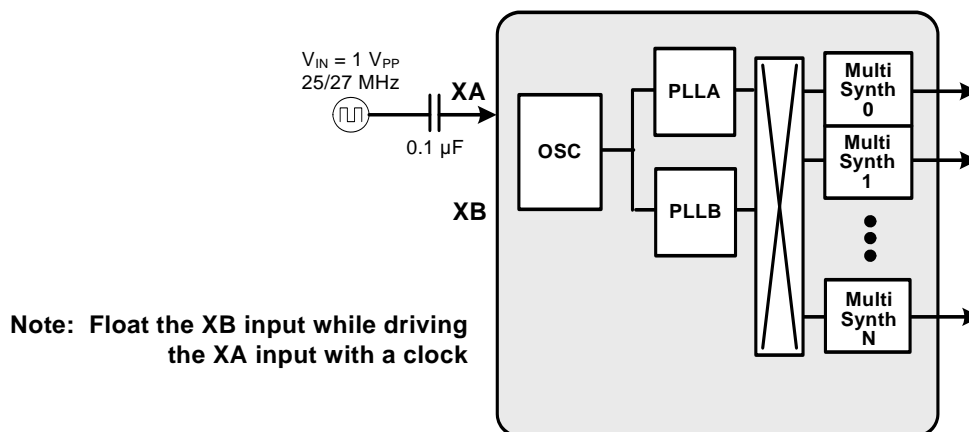 V_IN = 1 V_PP
25/27 MHz
XA
0.1 µF
XB
OSC
PLLA
PLLB
Multi
Synth
0
Multi
Synth
1
Multi
Synth
N
Note: Float the XB input while driving
the XA input with a clock